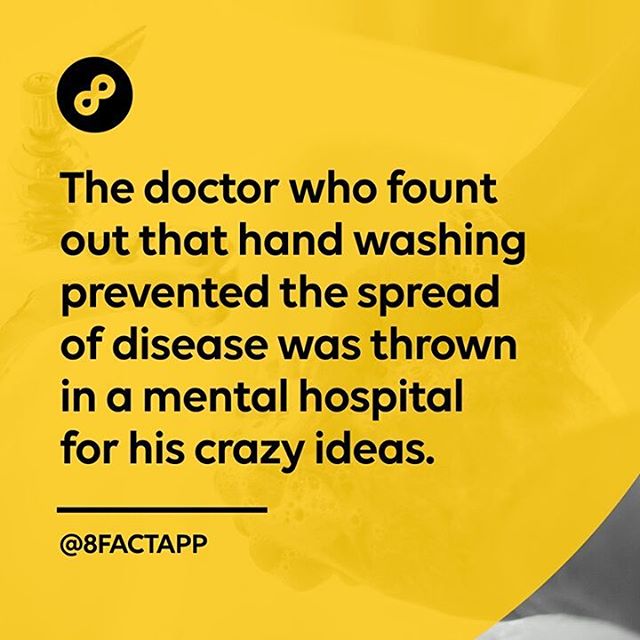 The doctor who fount
out that hand washing
prevented the spread
of disease was thrown
in a mental hospital
for his crazy ideas.
@8FACTAPP